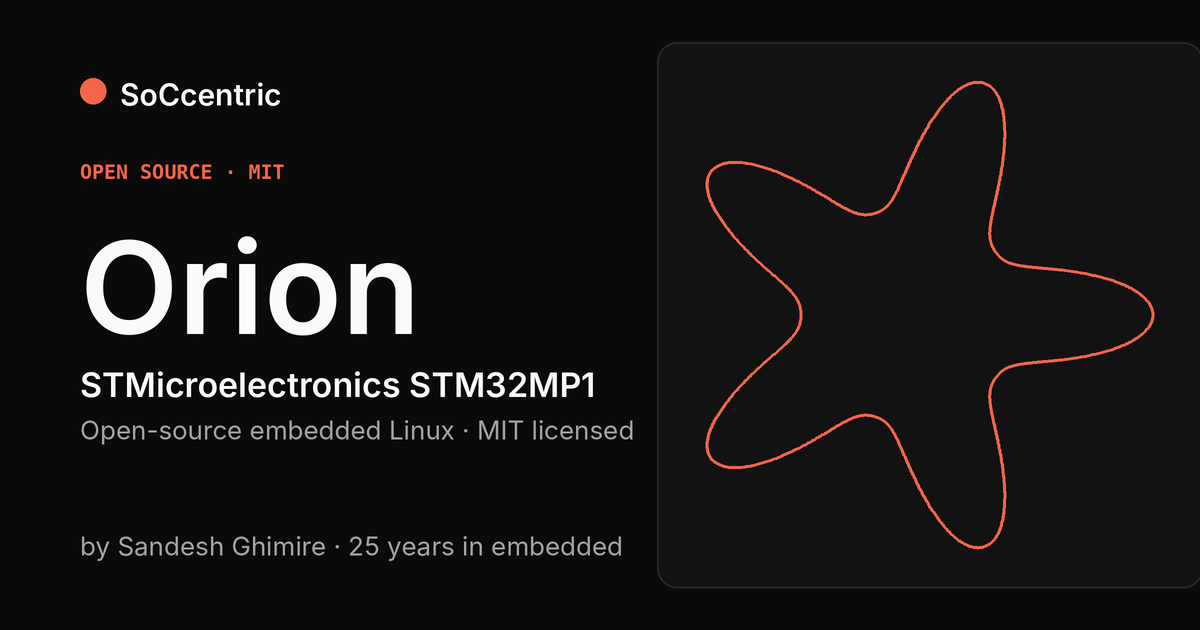 SoCcentric
OPEN SOURCE · MIT
Orion
STMicroelectronics STM32MP1
Open-source embedded Linux · MIT licensed
by Sandesh Ghimire · 25 years in embedded